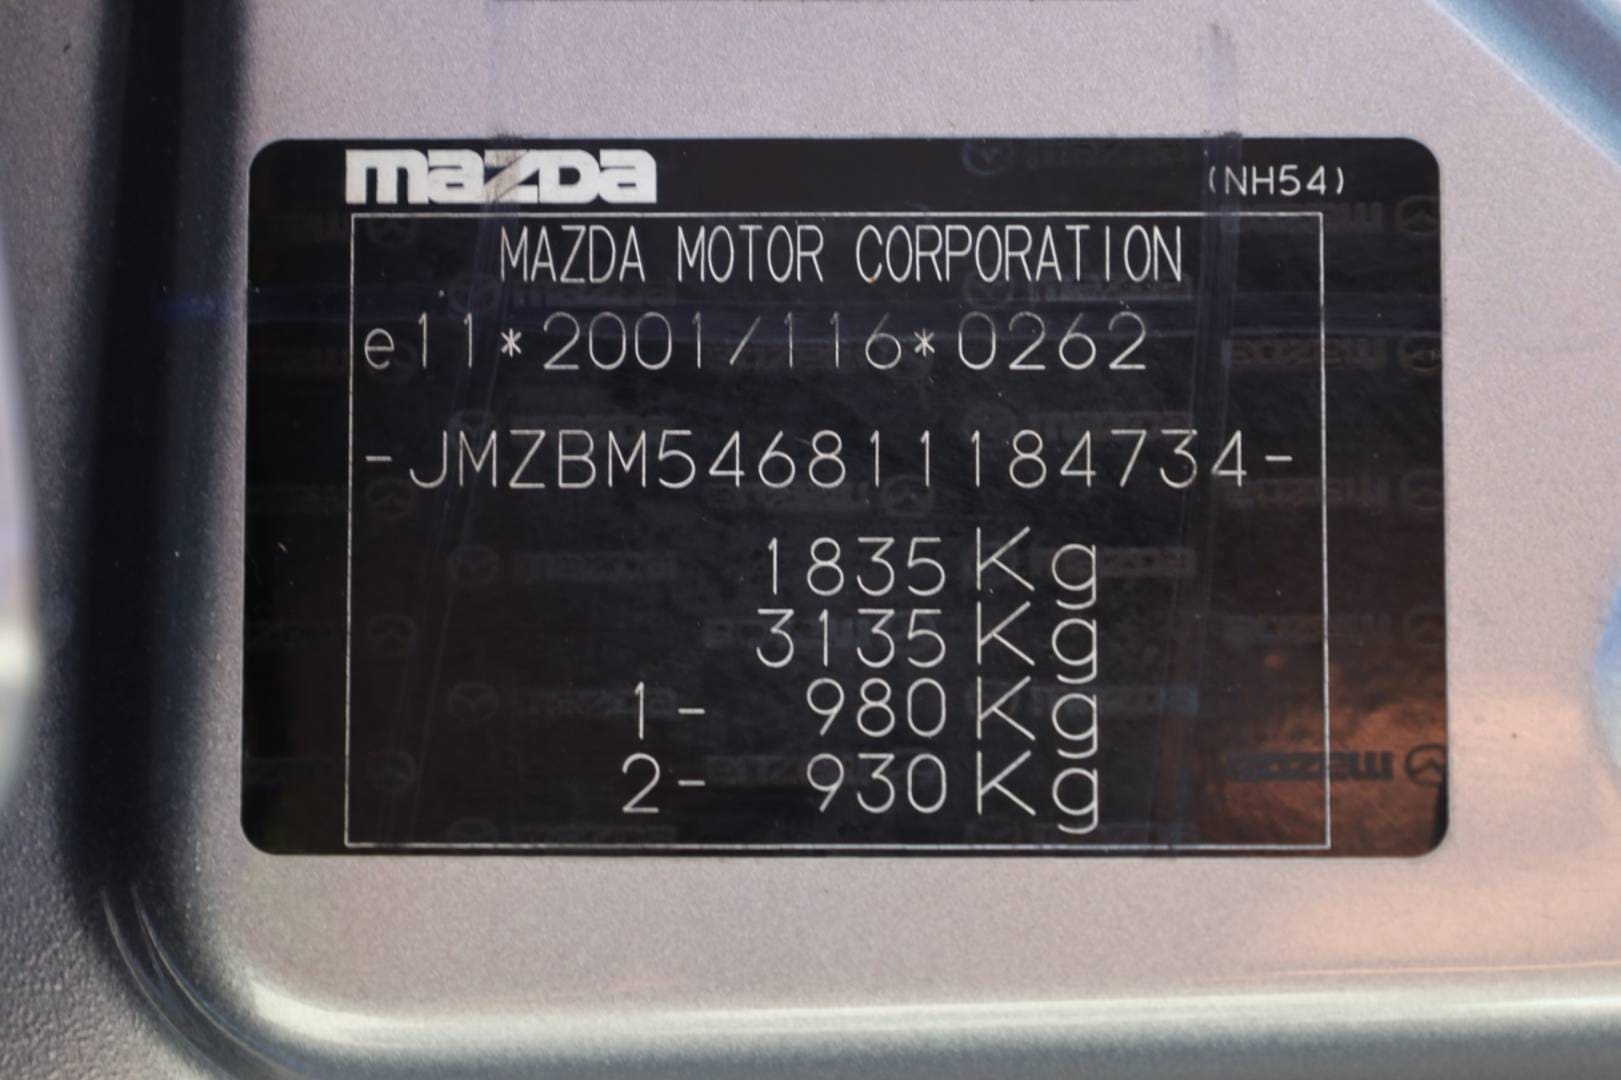 mazda
(NH54)
MAZDA MOTOR CORPORATION
e11*2001/116*0262
-JMZBM546811184734-
1835 Kg
3135 Kg
1- 980 Kg
2- 930 Kg